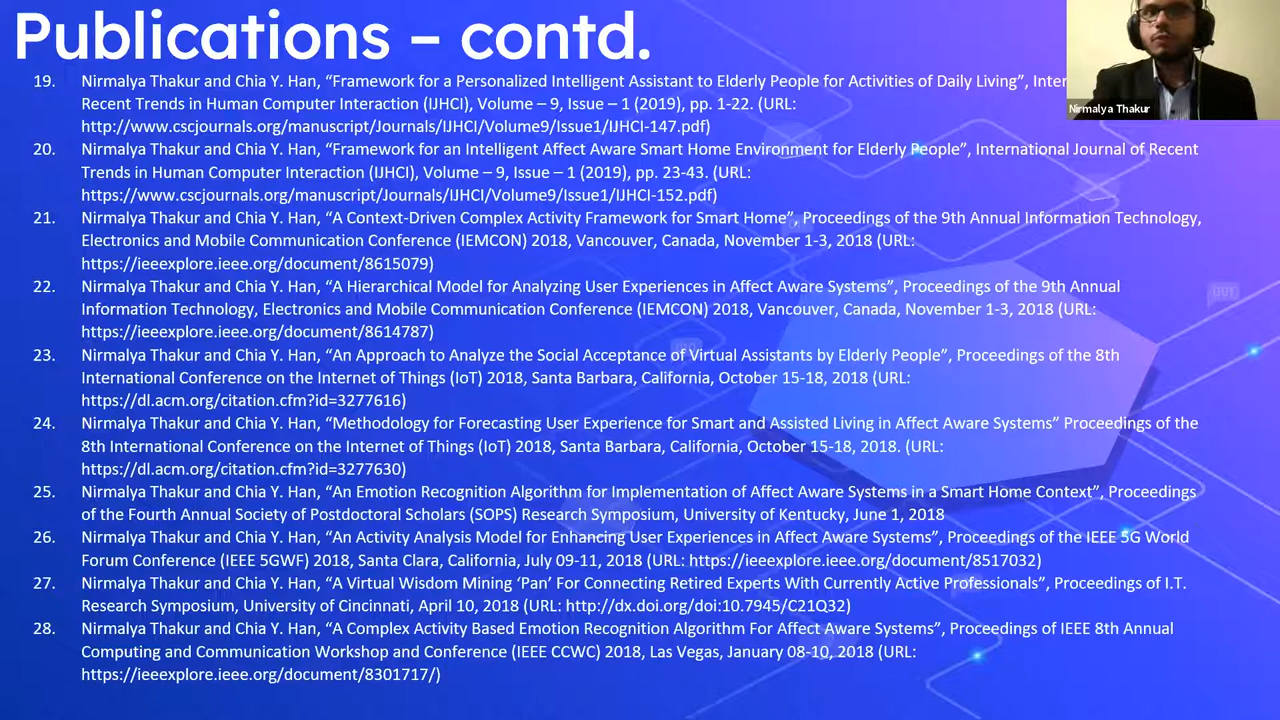 Publications – contd.
19. Nirmalya Thakur and Chia Y. Han, “Framework for a Personalized Intelligent Assistant to Elderly People for Activities of Daily Living”,
Recent Trends in Human Computer Interaction (IJHCI), Volume – 9, Issue – 1 (2019), pp. 1-22. (URL:
http://www.cscjournals.org/manuscript/Journals/IJHCI/Volume9/Issue1/IJHCI-147.pdf)
20. Nirmalya Thakur and Chia Y. Han, “Framework for an Intelligent Affect Aware Smart Home Environment for Elderly People”, International Journal of Recent
Trends in Human Computer Interaction (IJHCI), Volume – 9, Issue – 1 (2019), pp. 23-43. (URL:
https://www.cscjournals.org/manuscript/Journals/IJHCI/Volume9/Issue1/IJHCI-152.pdf)
21. Nirmalya Thakur and Chia Y. Han, “A Context-Driven Complex Activity Framework for Smart Home”, Proceedings of the 9th Annual Information Technology,
Electronics and Mobile Communication Conference (IEMCON) 2018, Vancouver, Canada, November 1-3, 2018 (URL:
https://ieeexplore.ieee.org/document/8615079)
22. Nirmalya Thakur and Chia Y. Han, “A Hierarchical Model for Analyzing User Experiences in Affect Aware Systems”, Proceedings of the 9th Annual
Information Technology, Electronics and Mobile Communication Conference (IEMCON) 2018, Vancouver, Canada, November 1-3, 2018 (URL:
https://ieeexplore.ieee.org/document/8614787)
23. Nirmalya Thakur and Chia Y. Han, “An Approach to Analyze the Social Acceptance of Virtual Assistants by Elderly People”, Proceedings of the 8th
International Conference on the Internet of Things (IoT) 2018, Santa Barbara, California, October 15-18, 2018 (URL:
https://dl.acm.org/citation.cfm?id=3277616)
24. Nirmalya Thakur and Chia Y. Han, “Methodology for Forecasting User Experience for Smart and Assisted Living in Affect Aware Systems” Proceedings of the
8th International Conference on the Internet of Things (IoT) 2018, Santa Barbara, California, October 15-18, 2018. (URL:
https://dl.acm.org/citation.cfm?id=3277630)
25. Nirmalya Thakur and Chia Y. Han, “An Emotion Recognition Algorithm for Implementation of Affect Aware Systems in a Smart Home Context”, Proceedings
of the Fourth Annual Society of Postdoctoral Scholars (SOPS) Research Symposium, University of Kentucky, June 1, 2018
26. Nirmalya Thakur and Chia Y. Han, “An Activity Analysis Model for Enhancing User Experiences in Affect Aware Systems”, Proceedings of the IEEE 5G World
Forum Conference (IEEE 5GWF) 2018, Santa Clara, California, July 09-11, 2018 (URL: https://ieeexplore.ieee.org/document/8517032)
27. Nirmalya Thakur and Chia Y. Han, “A Virtual Wisdom Mining ‘Pan’ For Connecting Retired Experts With Currently Active Professionals”, Proceedings of I.T.
Research Symposium, University of Cincinnati, April 10, 2018 (URL: http://dx.doi.org/doi:10.7945/C21Q32)
28. Nirmalya Thakur and Chia Y. Han, “A Complex Activity Based Emotion Recognition Algorithm For Affect Aware Systems”, Proceedings of IEEE 8th Annual
Computing and Communication Workshop and Conference (IEEE CCWC) 2018, Las Vegas, January 08-10, 2018 (URL:
https://ieeexplore.ieee.org/document/8301717/)
Nirmalya Thakur